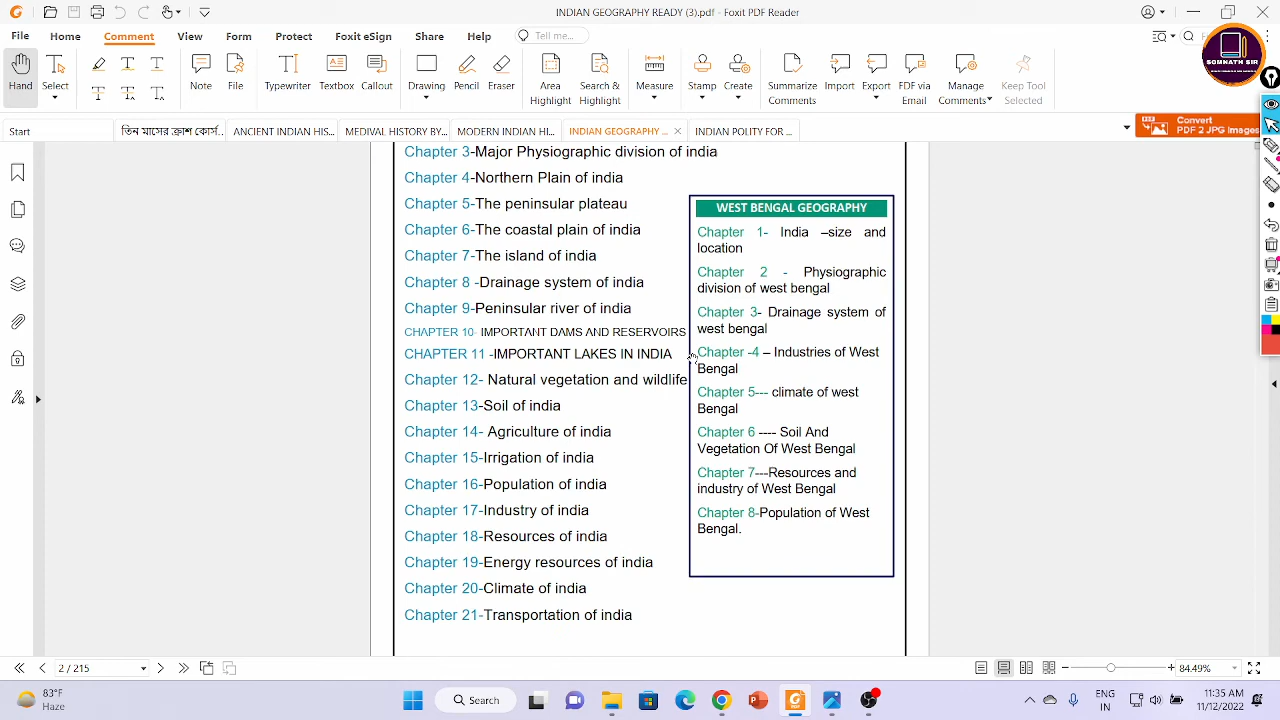 INDIAN GEOGRAPHY READY (3).pdf - Foxit PDF Reader
File Home Comment View Form Protect Foxit eSign Share Help Tell me...
SOMNATH SIR
Hand Select Note File Typewriter Textbox Callout Drawing Pencil Eraser Area Highlight Search & Highlight Measure Stamp Create Summarize Comments Import Export FDF via Email Manage Comments Keep Tool Selected
Start তিন মাসের ক্রাশ কোর্স.. ANCIENT INDIAN HIS... MEDIVAL HISTORY BY INDIAN HI... INDIAN GEOGRAPHY ... INDIAN POLITY FOR ...
Convert
PDF 2 JPG Images
Chapter 3-Major Physiographic division of india
Chapter 4-Northern Plain of india
Chapter 5-The peninsular plateau
Chapter 6-The coastal plain of india
Chapter 7-The island of india
Chapter 8 -Drainage system of india
Chapter 9-Peninsular river of india
CHAPTER 10- IMPORTANT DAMS AND RESERVOIRS
CHAPTER 11 -IMPORTANT LAKES IN INDIA
Chapter 12- Natural vegetation and wildlife
Chapter 13-Soil of india
Chapter 14- Agriculture of india
Chapter 15-Irrigation of india
Chapter 16-Population of india
Chapter 17-Industry of india
Chapter 18-Resources of india
Chapter 19-Energy resources of india
Chapter 20-Climate of india
Chapter 21-Transportation of india
WEST BENGAL GEOGRAPHY
Chapter 1- India –size and
location
Chapter 2 - Physiographic
division of west bengal
Chapter 3- Drainage system of
west bengal
Chapter -4 – Industries of West
Bengal
Chapter 5--- climate of west
Bengal
Chapter 6 ---- Soil And
Vegetation Of West Bengal
Chapter 7---Resources and
industry of West Bengal
Chapter 8-Population of West
Bengal.
2 / 215 84.49%
83°F
Haze
Search
ENG
IN
11:35 AM
11/12/2022